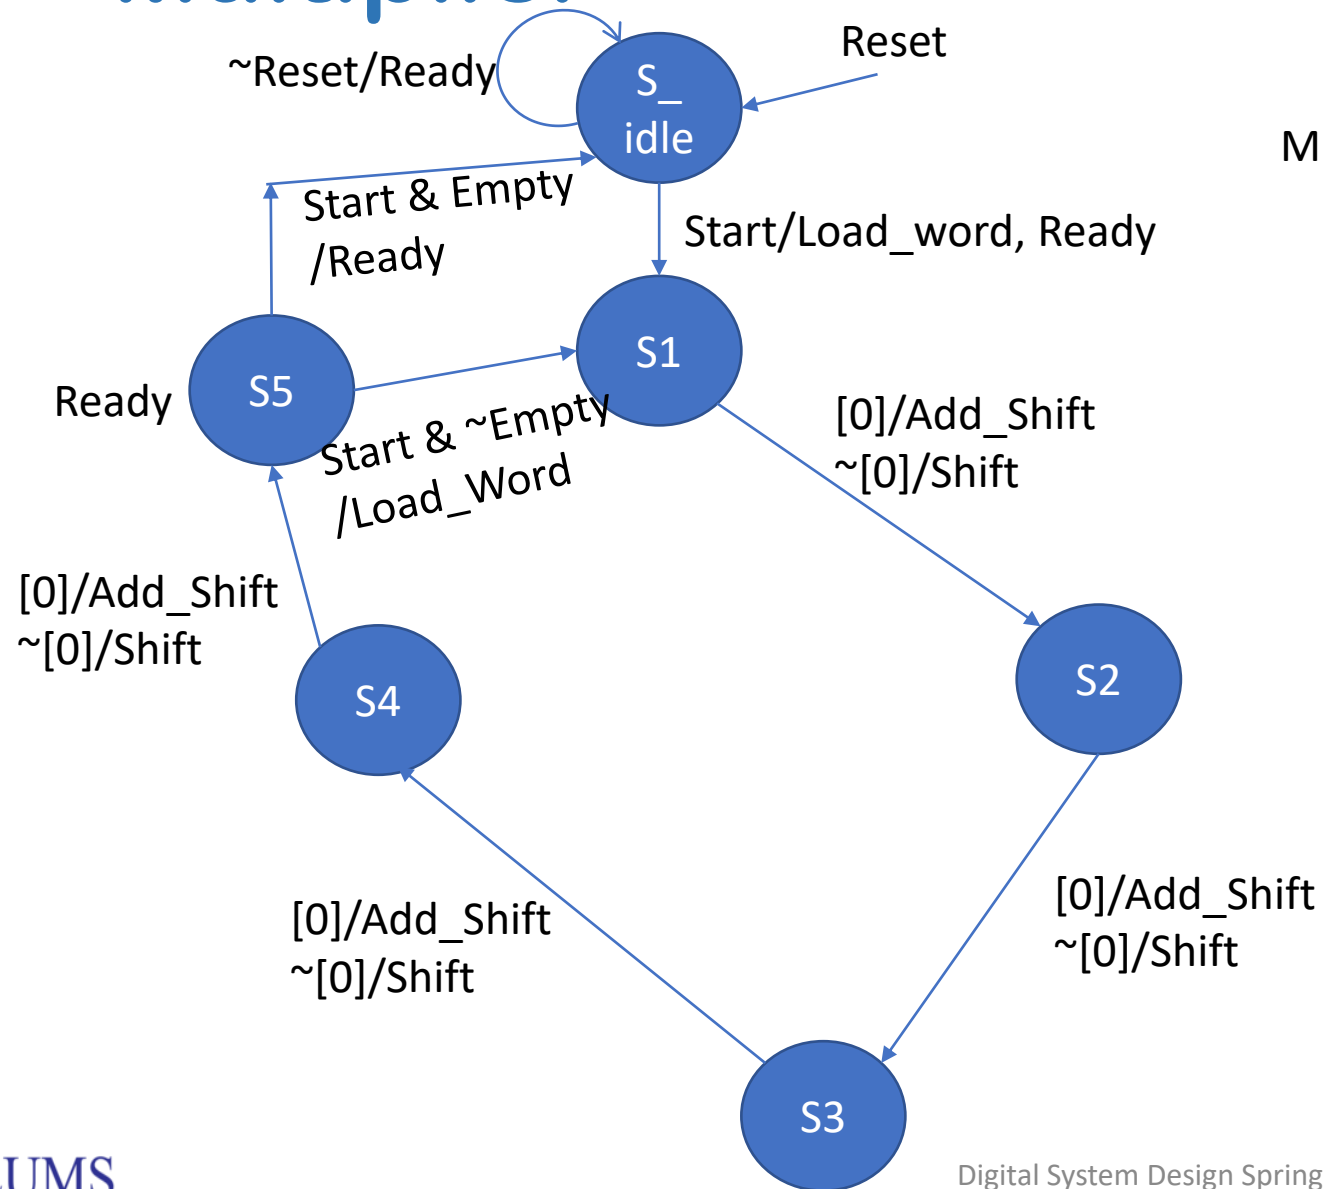 Reset
~Reset/Ready
S_
idle
M
Start & Empty
/Ready
Start/Load_word, Ready
S1
S5
Ready
Start & ~Empty
/Load_Word
[0]/Add_Shift
~[0]/Shift
[0]/Add_Shift
~[0]/Shift
S2
S4
[0]/Add_Shift
~[0]/Shift
[0]/Add_Shift
~[0]/Shift
S3
LUMS
Digital System Design Spring